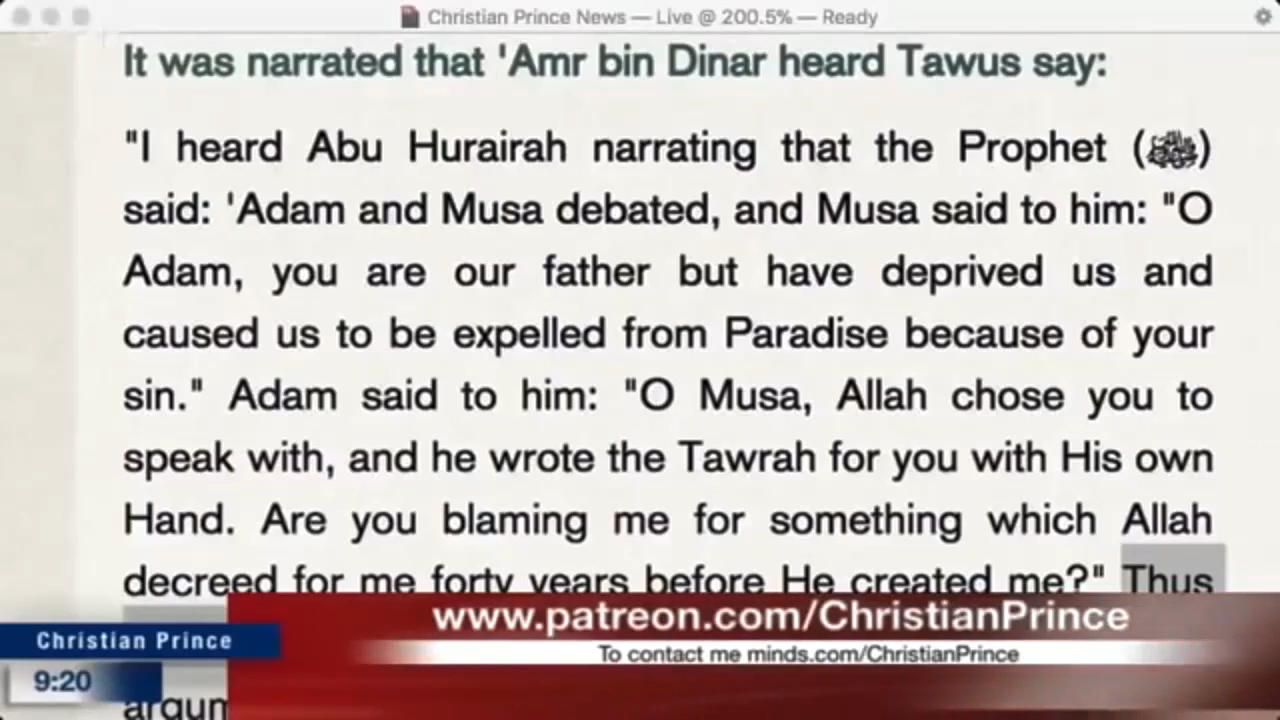 Christian Prince News — Live @ 200.5% — Ready
It was narrated that 'Amr bin Dinar heard Tawus say:
"I heard Abu Hurairah narrating that the Prophet (ﷺ)
said: 'Adam and Musa debated, and Musa said to him: "O
Adam, you are our father but have deprived us and
caused us to be expelled from Paradise because of your
sin." Adam said to him: "O Musa, Allah chose you to
speak with, and he wrote the Tawrah for you with His own
Hand. Are you blaming me for something which Allah
decreed for me forty years before He created me?" Thus
www.patreon.com/ChristianPrince
Christian Prince
To contact me minds.com/ChristianPrince
9:20
argum